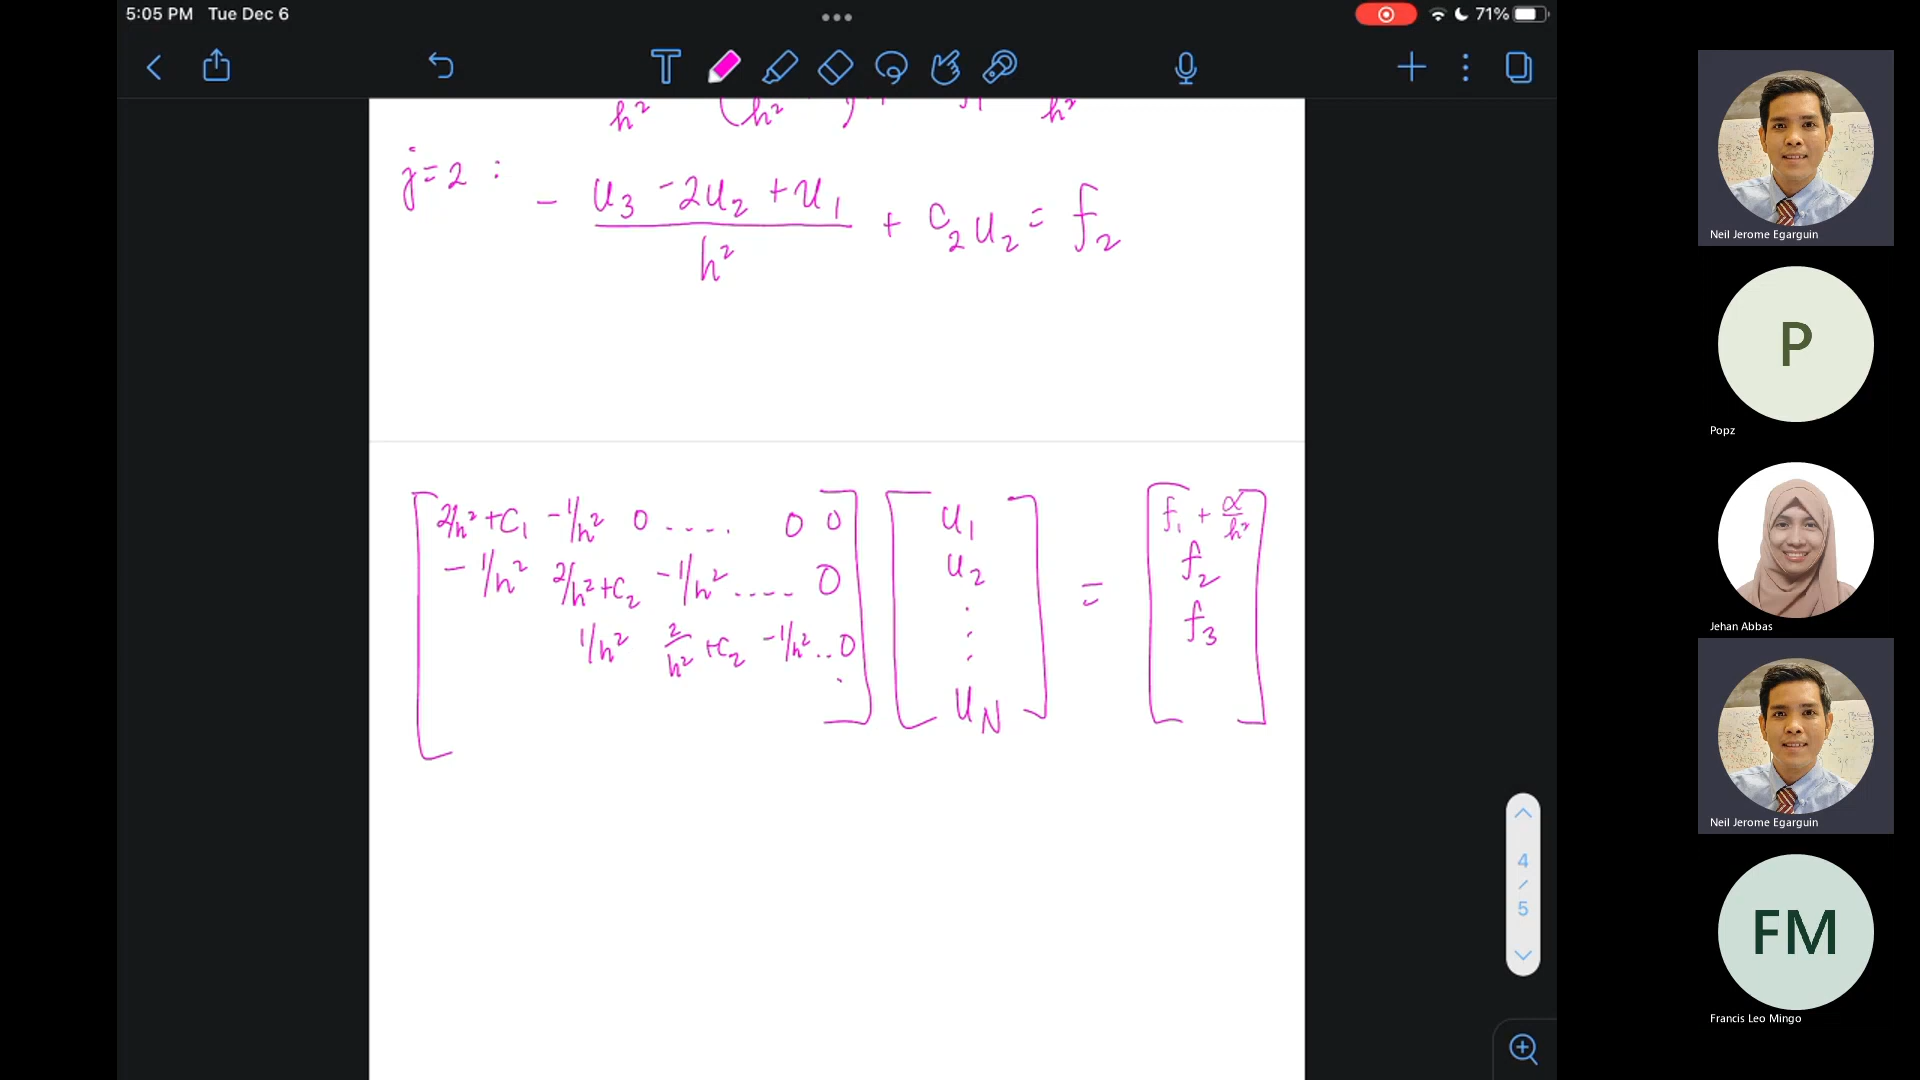 5:05 PM Tue Dec 6
71%
h² (h² ) h²
j=2 :
- (u₃ - 2u₂ + u₁)/h² + c₂u₂ = f₂
2/h² + C₁ -1/h² 0 .... 0 0
-1/h² 2/h² + C₂ -1/h² .... 0
1/h² 2/h² + C₂ -1/h² .. 0
u₁
u₂
⋮
u_N
=
f₁ + α/h²
f₂
f₃
4
/
5
Neil Jerome Egarguin
P
Popz
Jehan Abbas
Neil Jerome Egarguin
FM
Francis Leo Mingo